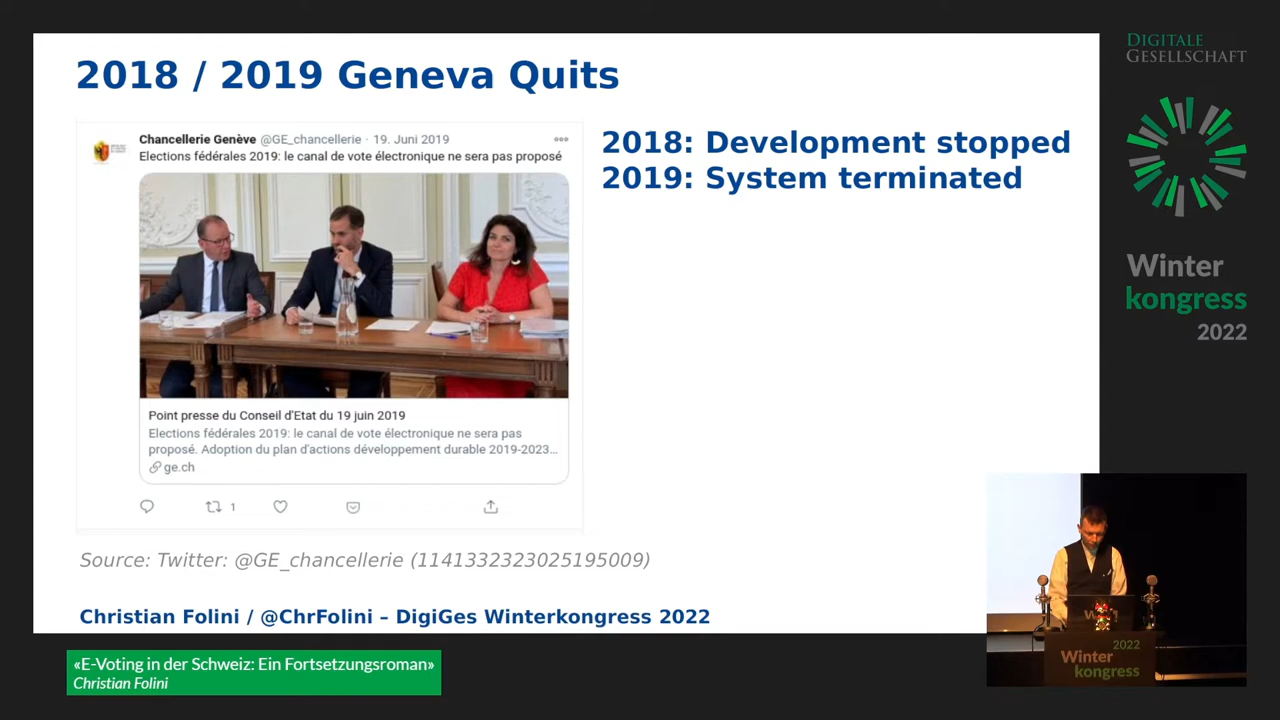 2018 / 2019 Geneva Quits
Chancellerie Genève @GE_chancellerie · 19. Juni 2019
Elections fédérales 2019: le canal de vote électronique ne sera pas proposé
Point presse du Conseil d'Etat du 19 juin 2019
Elections fédérales 2019: le canal de vote électronique ne sera pas
proposé. Adoption du plan d'actions développement durable 2019-2023...
ge.ch
1
2018: Development stopped
2019: System terminated
Source: Twitter: @GE_chancellerie (1141332323025195009)
Christian Folini / @ChrFolini – DigiGes Winterkongress 2022
DIGITALE
GESELLSCHAFT
Winter
kongress
2022
2022
Winter
kongress
«E-Voting in der Schweiz: Ein Fortsetzungsroman»
Christian Folini